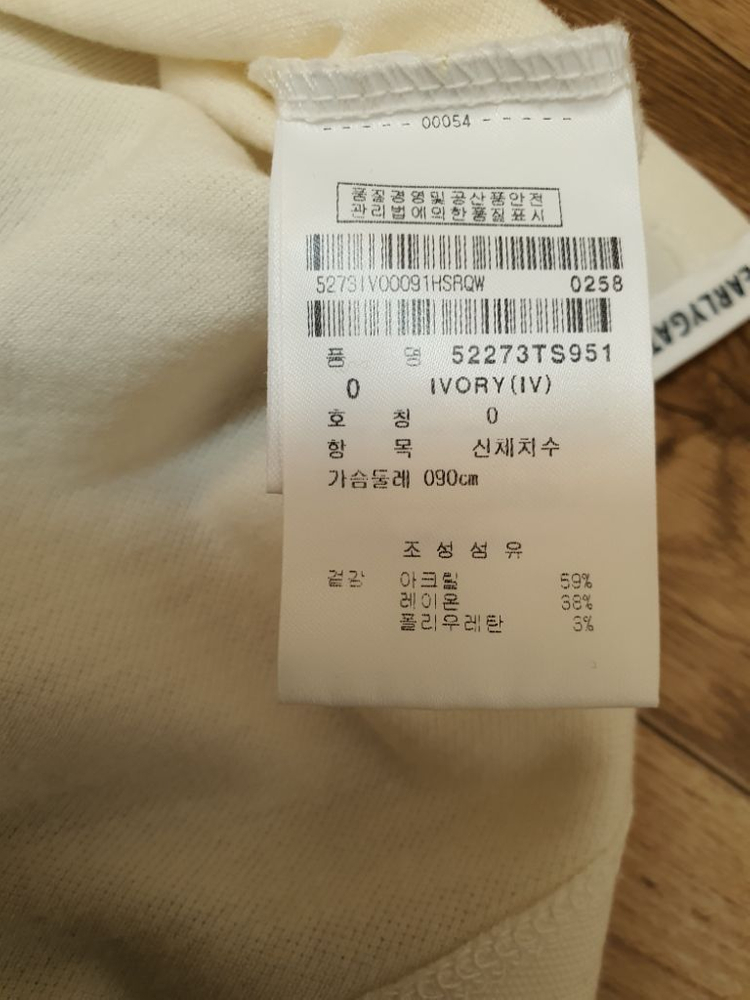 - - - - - 00054 - - - - -
품질경영및공산품안전
관리법에의한품질표시
5273IV00091HSRQW 0258
품 명 52273TS951
0 IVORY(IV)
호 칭 0
항 목 신체치수
가슴둘레 090cm
조성섬유
겉감 아크릴 59%
레이온 38%
폴리우레탄 3%
EARLYGAT